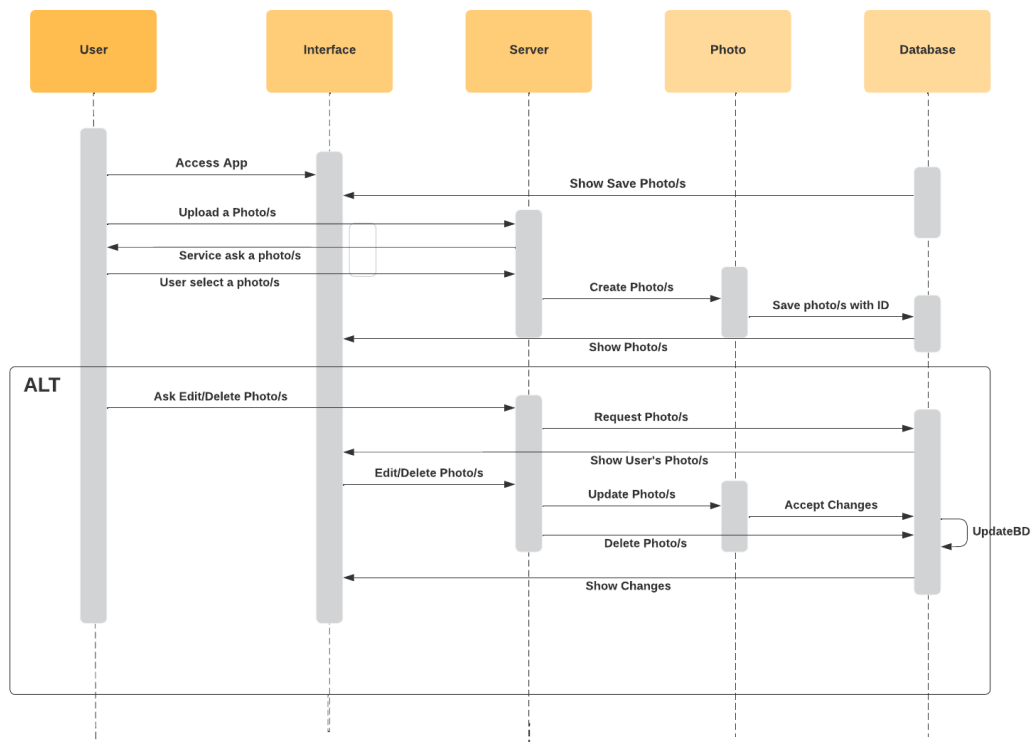 User
Interface
Server
Photo
Database
Access App
Show Save Photo/s
Upload a Photo/s
Service ask a photo/s
User select a photo/s
Create Photo/s
Save photo/s with ID
Show Photo/s
ALT
Ask Edit/Delete Photo/s
Request Photo/s
Show User's Photo/s
Edit/Delete Photo/s
Update Photo/s
Accept Changes
UpdateBD
Delete Photo/s
Show Changes